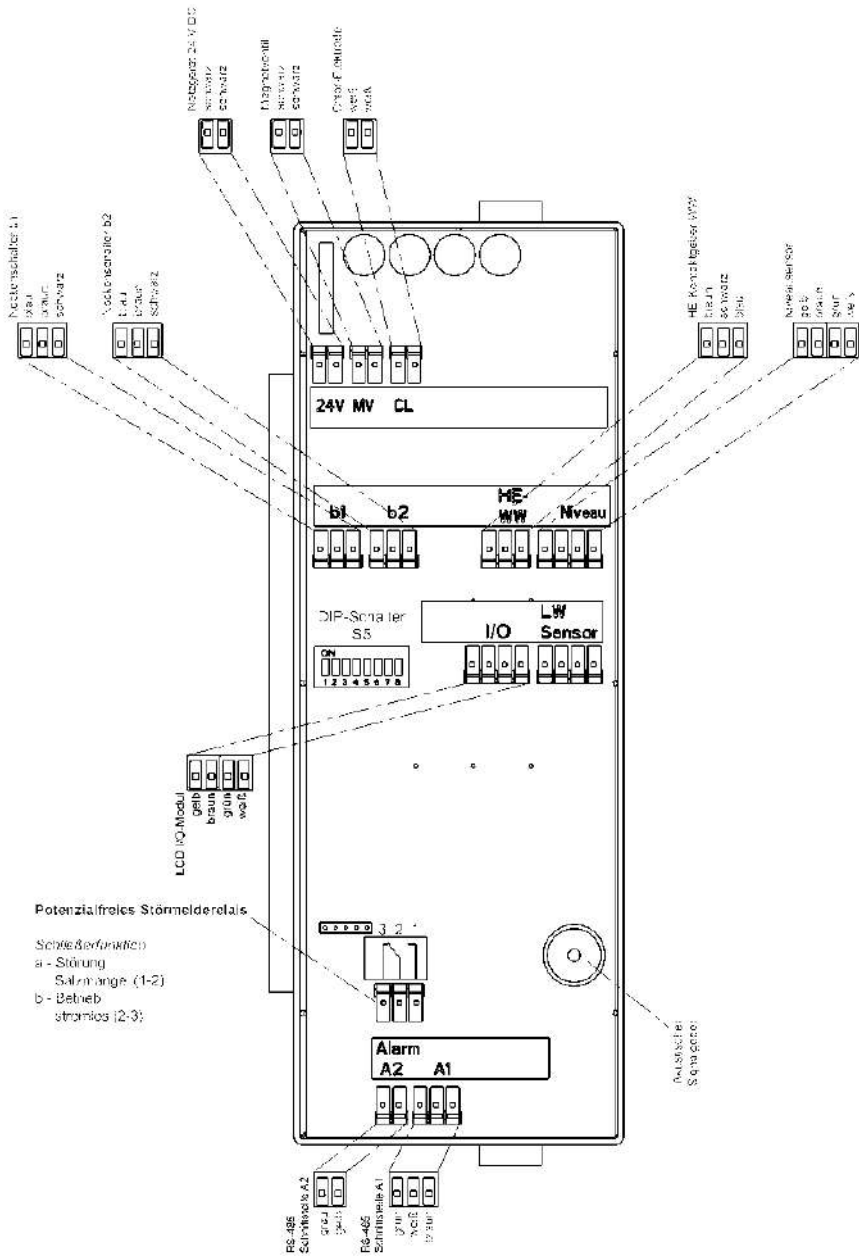 Netzgerät 24 V DC
schwarz
schwarz
Magnetventil
schwarz
schwarz
Chlor-Elektrode
weiß
weiß
Nockenschalter b1
blau
braun
schwarz
Nockenschalter b2
blau
braun
schwarz
HE-Kontaktgeber WW
braun
schwarz
blau
Niveausensor
gelb
braun
grün
weiß
24V MV CL
b1 b2 HE-
WW Niveau
DIP-Schalter
S5
ON
1 2 3 4 5 6 7 8
LW
I/O Sensor
LCD I/O-Modul
gelb
braun
grün
weiß
Potenzialfreies Störmelderelais
Schließerfunktion
a - Störung
Salzmangel (1-2)
b - Betrieb
stromlos (2-3)
3 2 1
Akustischer
Signalgeber
Alarm
A2 A1
RS-485
Schnittstelle A2
grau
gelb
RS-485
Schnittstelle A1
grün
weiß
braun